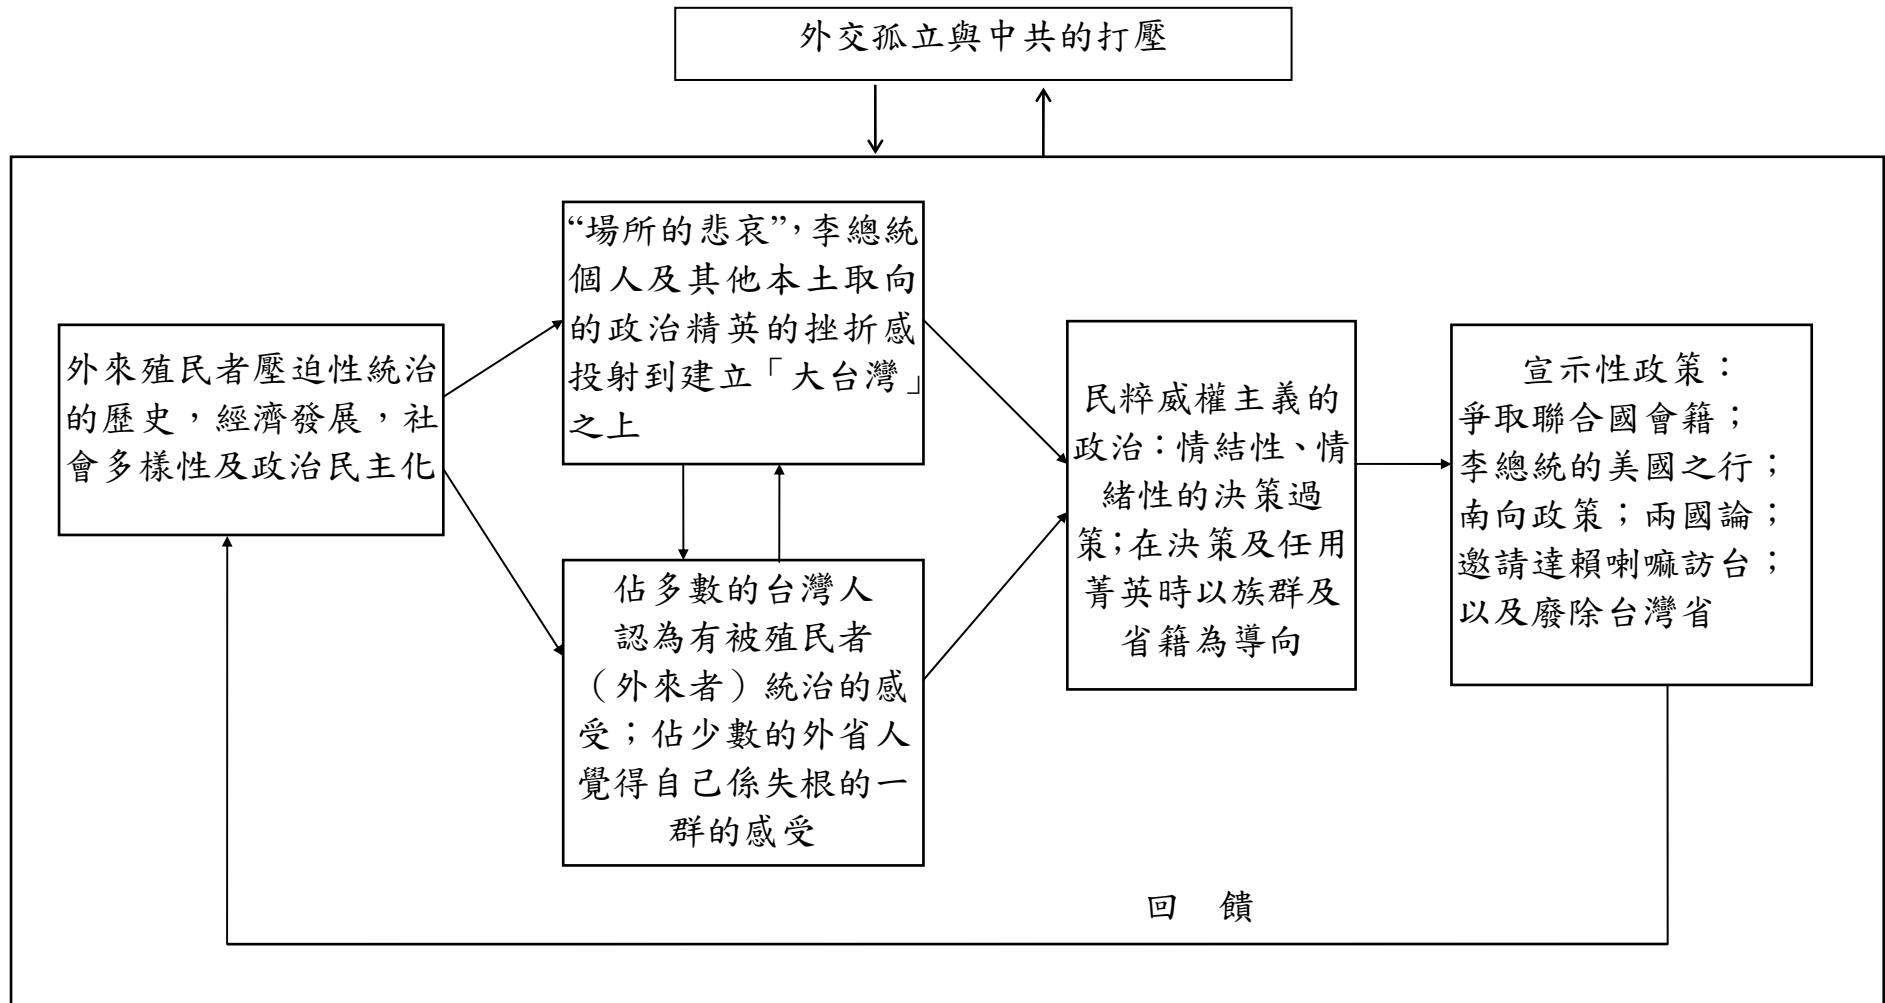 外交孤立與中共的打壓
“場所的悲哀”,李總統
個人及其他本土取向
的政治精英的挫折感
投射到建立「大台灣」
之上
外來殖民者壓迫性統治
的歷史,經濟發展,社
會多樣性及政治民主化
佔多數的台灣人
認為有被殖民者
(外來者)統治的感
受;佔少數的外省人
覺得自己係失根的一
群的感受
民粹威權主義的
政治:情結性、情
緒性的決策過
策;在決策及任用
菁英時以族群及
省籍為導向
宣示性政策:
爭取聯合國會籍;
李總統的美國之行;
南向政策;兩國論;
邀請達賴喇嘛訪台;
以及廢除台灣省
回 饋